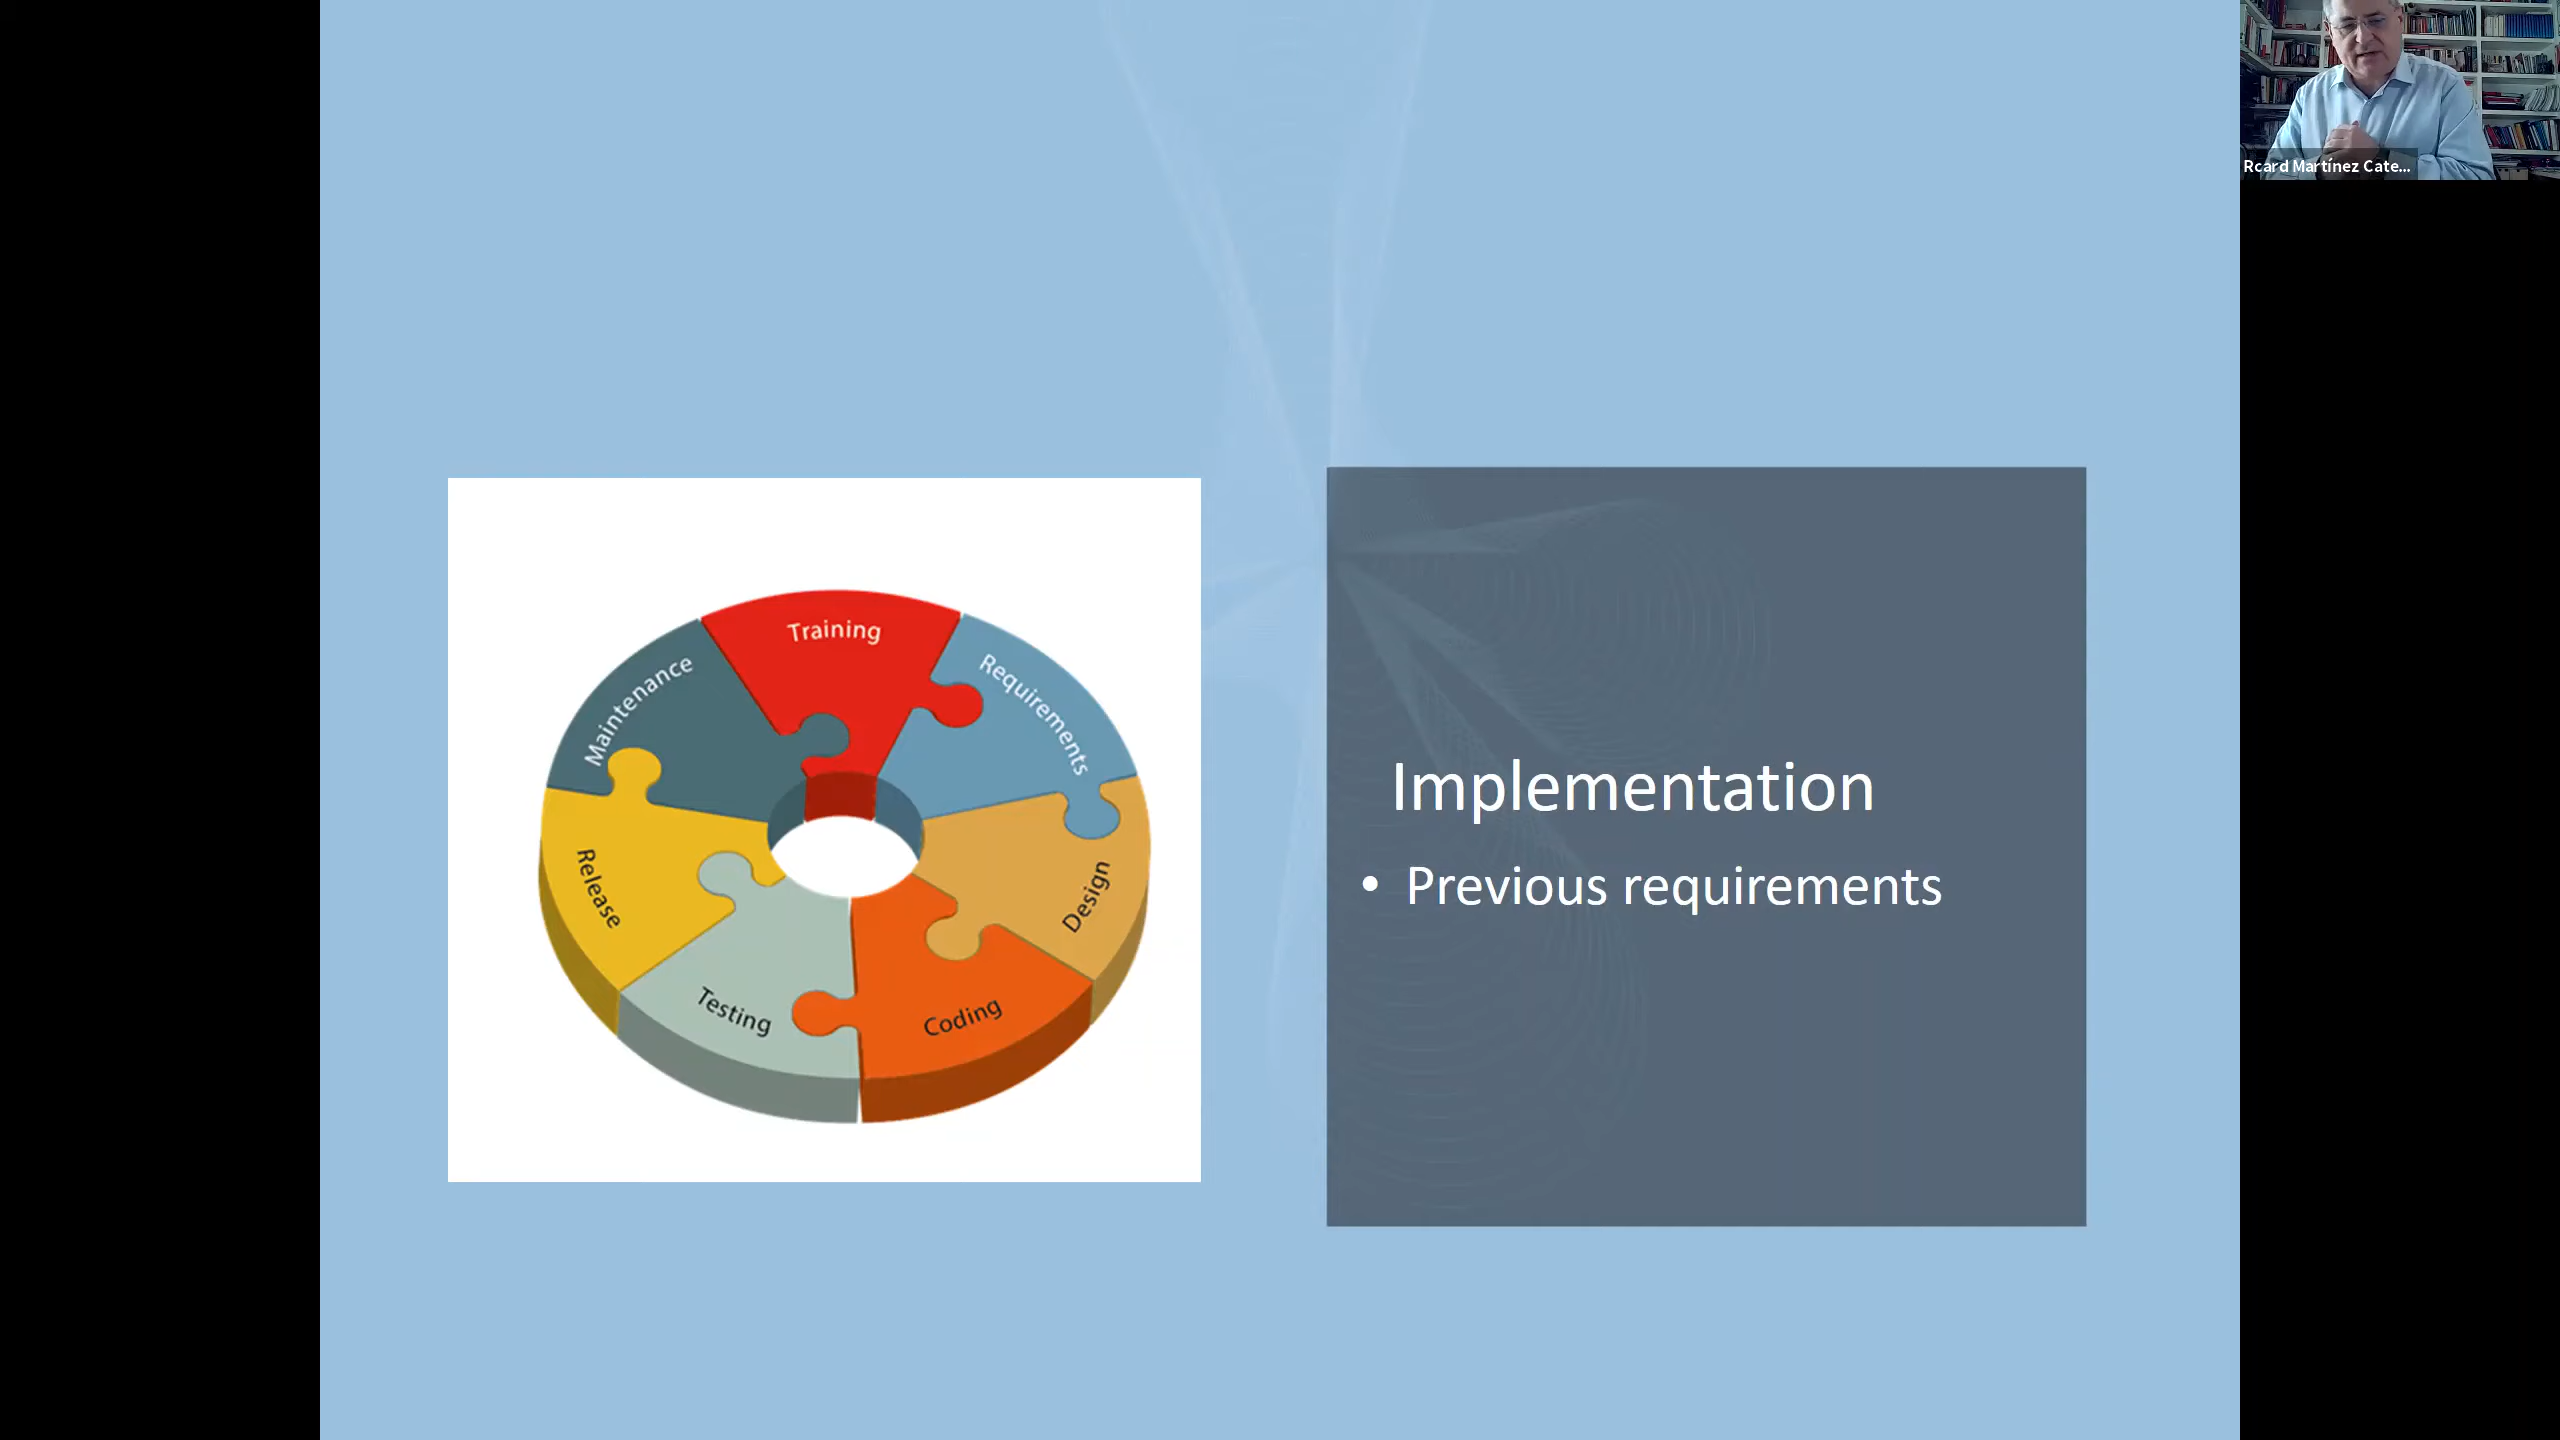 Rcard Martínez Cate...
Training
Requirements
Maintenance
Release
Design
Testing
Coding
Implementation
• Previous requirements